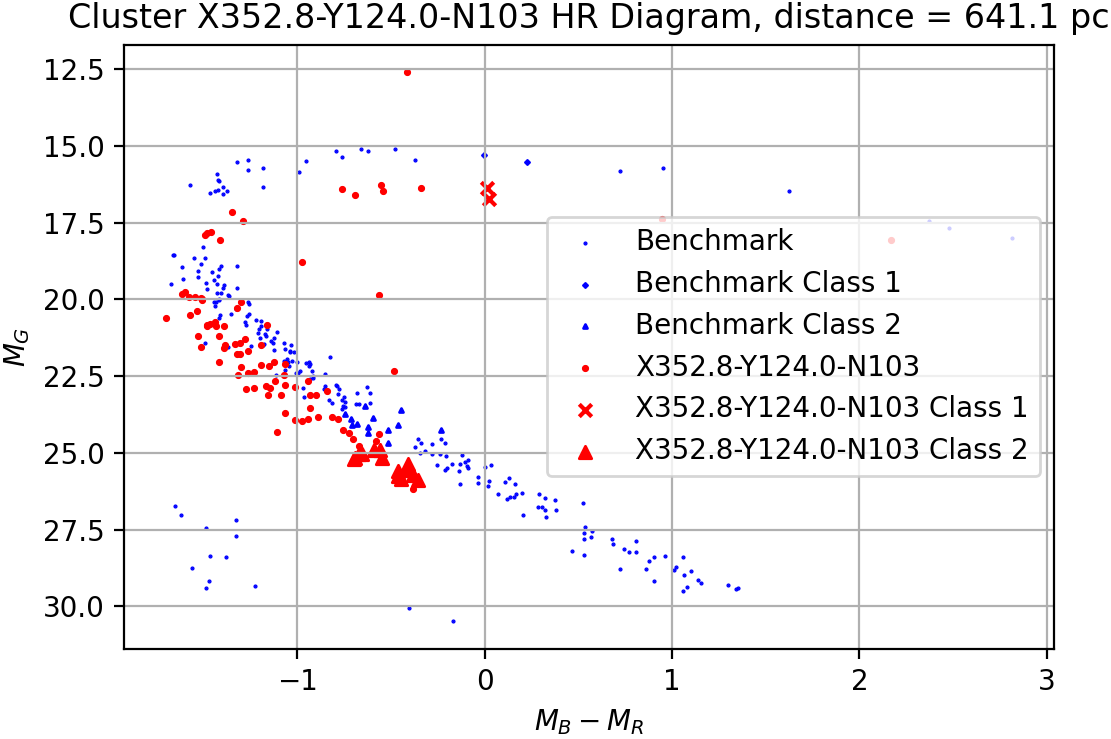 Cluster X352.8-Y124.0-N103 HR Diagram, distance = 641.1 pc
12.5
15.0
17.5
20.0
22.5
25.0
27.5
30.0
M_G
Benchmark
Benchmark Class 1
Benchmark Class 2
X352.8-Y124.0-N103
X352.8-Y124.0-N103 Class 1
X352.8-Y124.0-N103 Class 2
−1 0 1 2 3
M_B − M_R